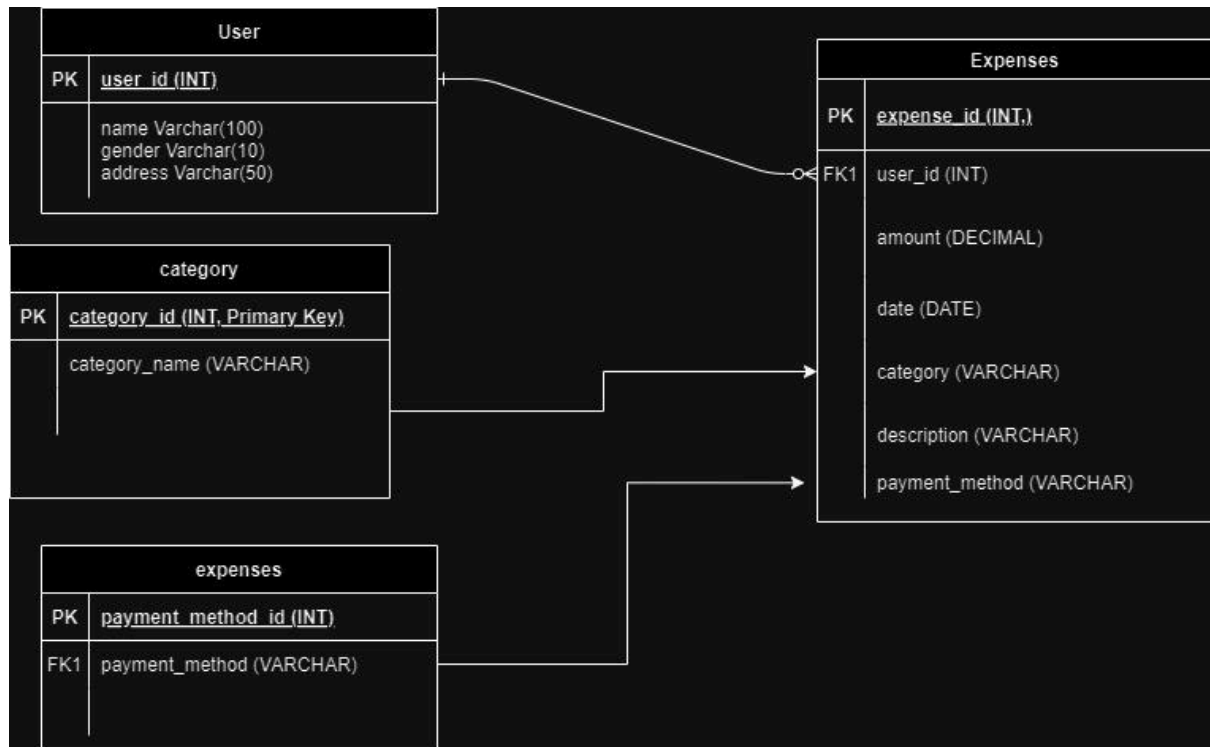 User
PK user_id (INT)
name Varchar(100)
gender Varchar(10)
address Varchar(50)
category
PK category_id (INT, Primary Key)
category_name (VARCHAR)
expenses
PK payment_method_id (INT)
FK1 payment_method (VARCHAR)
Expenses
PK expense_id (INT,)
FK1 user_id (INT)
amount (DECIMAL)
date (DATE)
category (VARCHAR)
description (VARCHAR)
payment_method (VARCHAR)